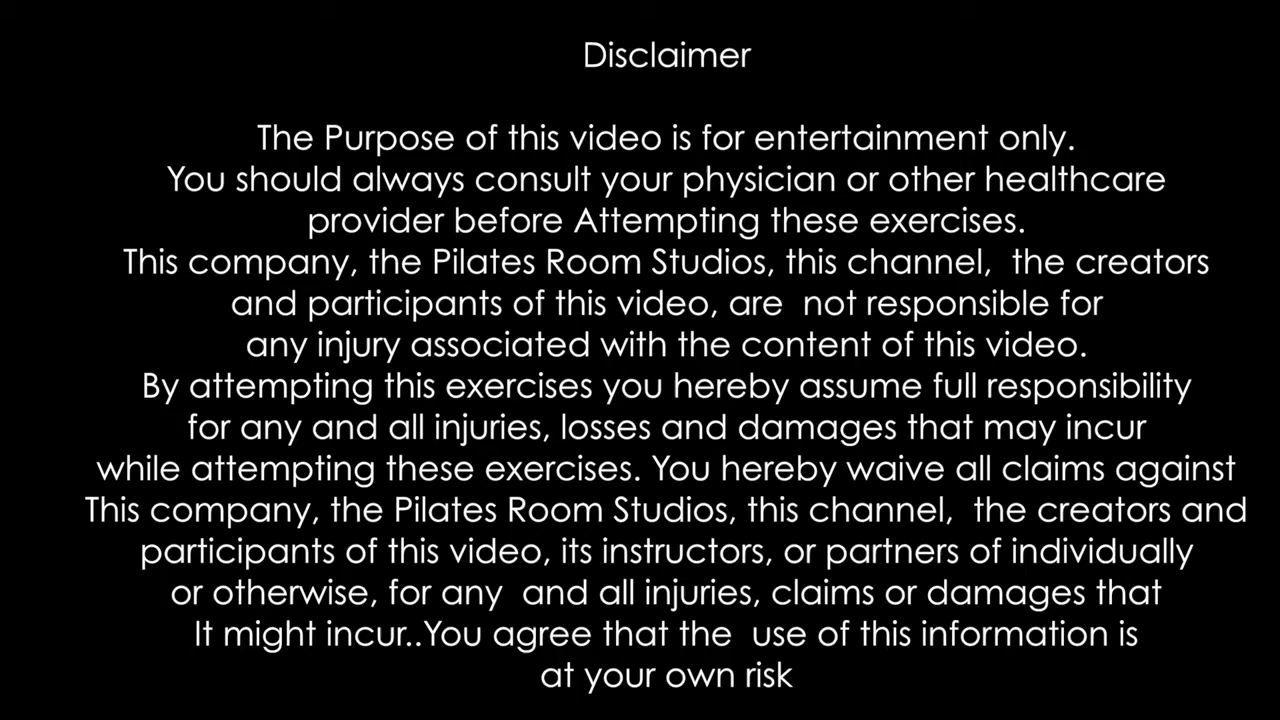 Disclaimer
The Purpose of this video is for entertainment only.
You should always consult your physician or other healthcare
provider before Attempting these exercises.
This company, the Pilates Room Studios, this channel,  the creators
and participants of this video, are  not responsible for
any injury associated with the content of this video.
By attempting this exercises you hereby assume full responsibility
for any and all injuries, losses and damages that may incur
while attempting these exercises. You hereby waive all claims against
This company, the Pilates Room Studios, this channel,  the creators and
participants of this video, its instructors, or partners of individually
or otherwise, for any  and all injuries, claims or damages that
It might incur..You agree that the  use of this information is
at your own risk